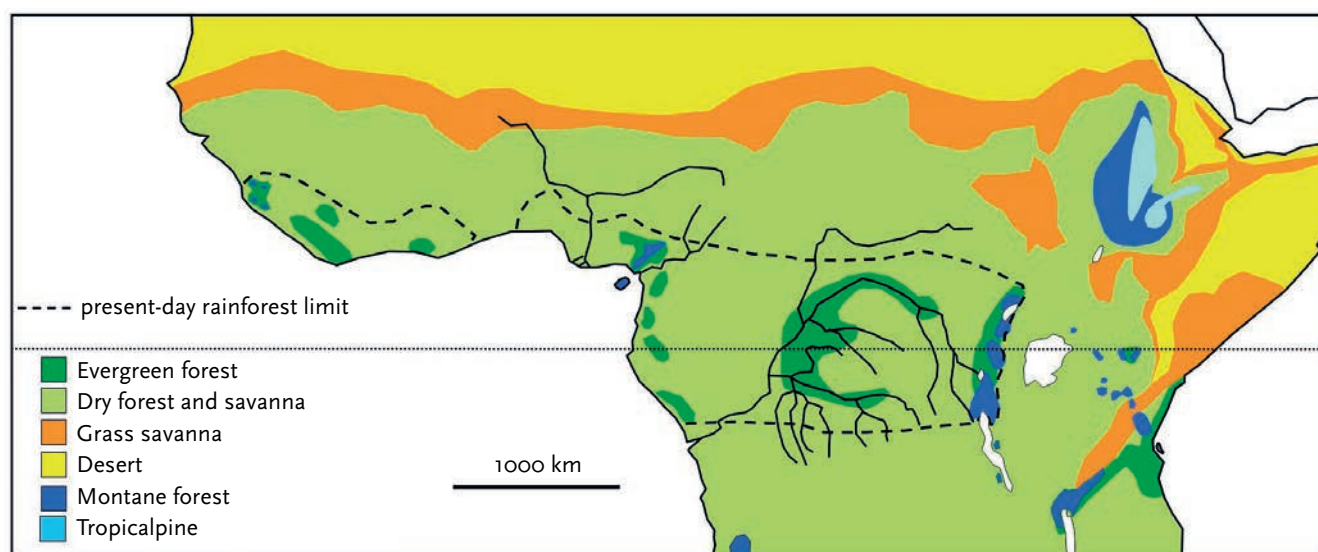 present-day rainforest limit
Evergreen forest
Dry forest and savanna
Grass savanna
1000 km
Desert
Montane forest
Tropicalpine